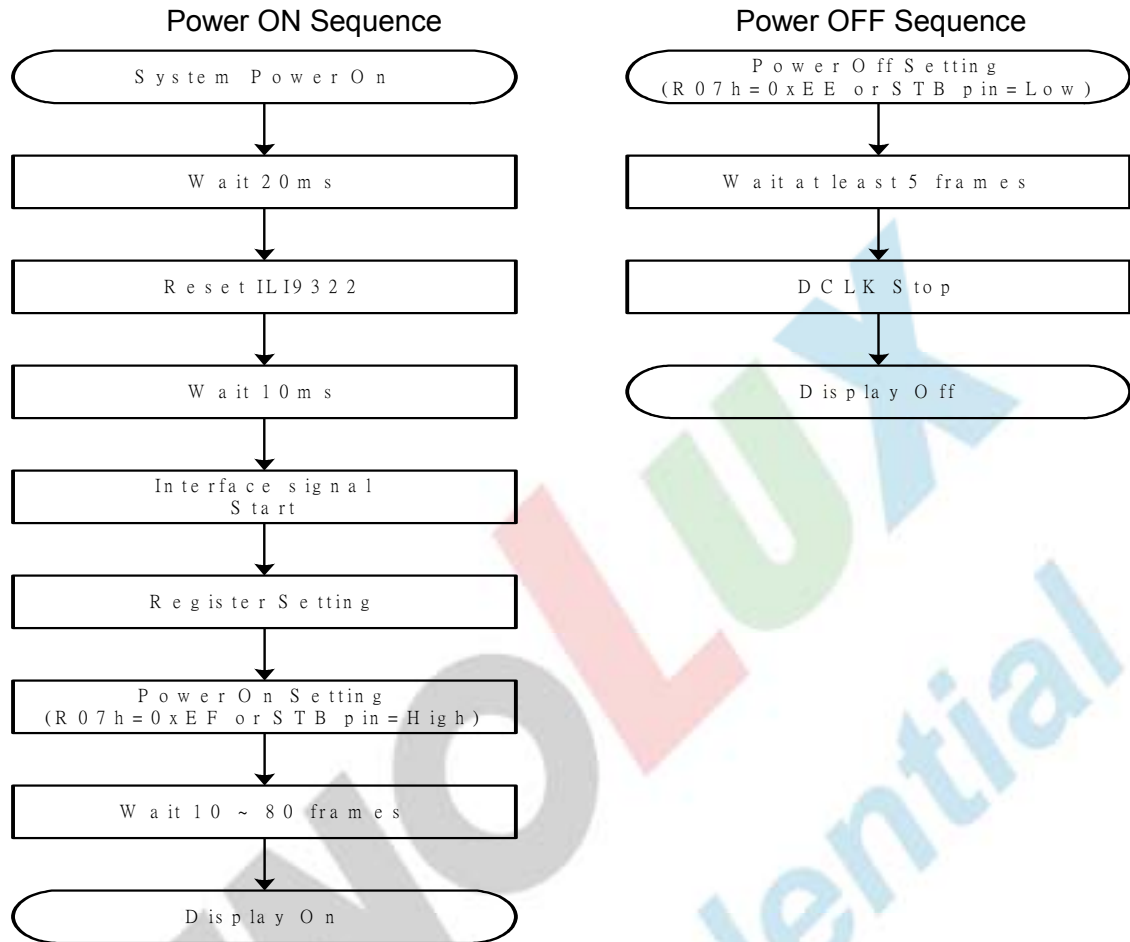 Power ON Sequence
System Power On
Wait 20ms
Reset ILI9322
Wait 10ms
Interface signal
Start
Register Setting
Power On Setting
(R07h=0xEF or STB pin=High)
Wait 10 ~ 80 frames
Display On
Power OFF Sequence
Power Off Setting
(R07h=0xEE or STB pin=Low)
Wait at least 5 frames
DCLK Stop
Display Off